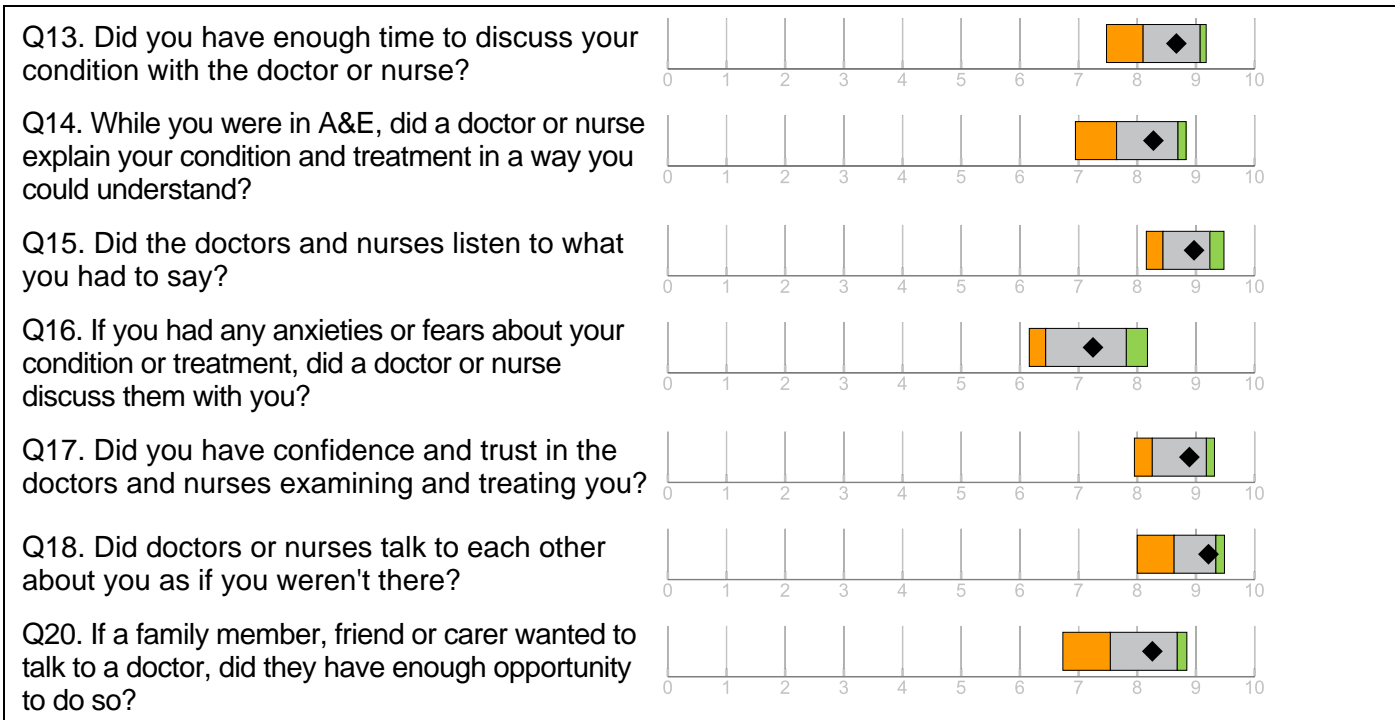 Q13. Did you have enough time to discuss your
condition with the doctor or nurse?
0 1 2 3 4 5 6 7 8 9 10
Q14. While you were in A&E, did a doctor or nurse
explain your condition and treatment in a way you
could understand?
0 1 2 3 4 5 6 7 8 9 10
Q15. Did the doctors and nurses listen to what
you had to say?
0 1 2 3 4 5 6 7 8 9 10
Q16. If you had any anxieties or fears about your
condition or treatment, did a doctor or nurse
discuss them with you?
0 1 2 3 4 5 6 7 8 9 10
Q17. Did you have confidence and trust in the
doctors and nurses examining and treating you?
0 1 2 3 4 5 6 7 8 9 10
Q18. Did doctors or nurses talk to each other
about you as if you weren't there?
0 1 2 3 4 5 6 7 8 9 10
Q20. If a family member, friend or carer wanted to
talk to a doctor, did they have enough opportunity
to do so?
0 1 2 3 4 5 6 7 8 9 10